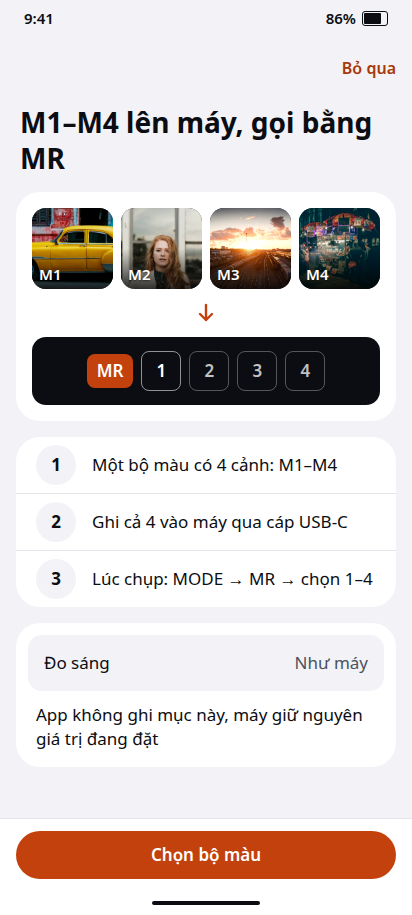 9:41
86%
Bỏ qua
M1–M4 lên máy, gọi bằng
MR
M1
M2
M3
M4
MR
1
2
3
4
1
Một bộ màu có 4 cảnh: M1–M4
2
Ghi cả 4 vào máy qua cáp USB-C
3
Lúc chụp: MODE → MR → chọn 1–4
Đo sáng
Như máy
App không ghi mục này, máy giữ nguyên
giá trị đang đặt
Chọn bộ màu